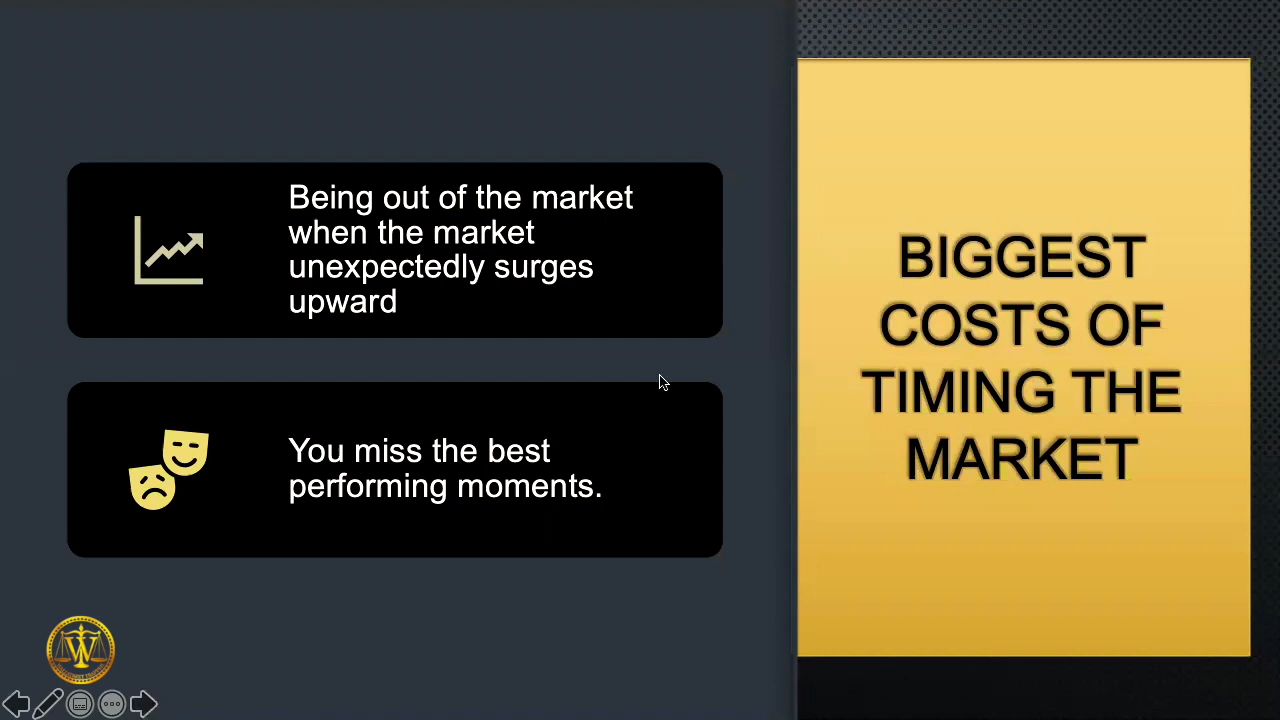 Being out of the market
when the market
unexpectedly surges
upward
You miss the best
performing moments.
BIGGEST
COSTS OF
TIMING THE
MARKET
W